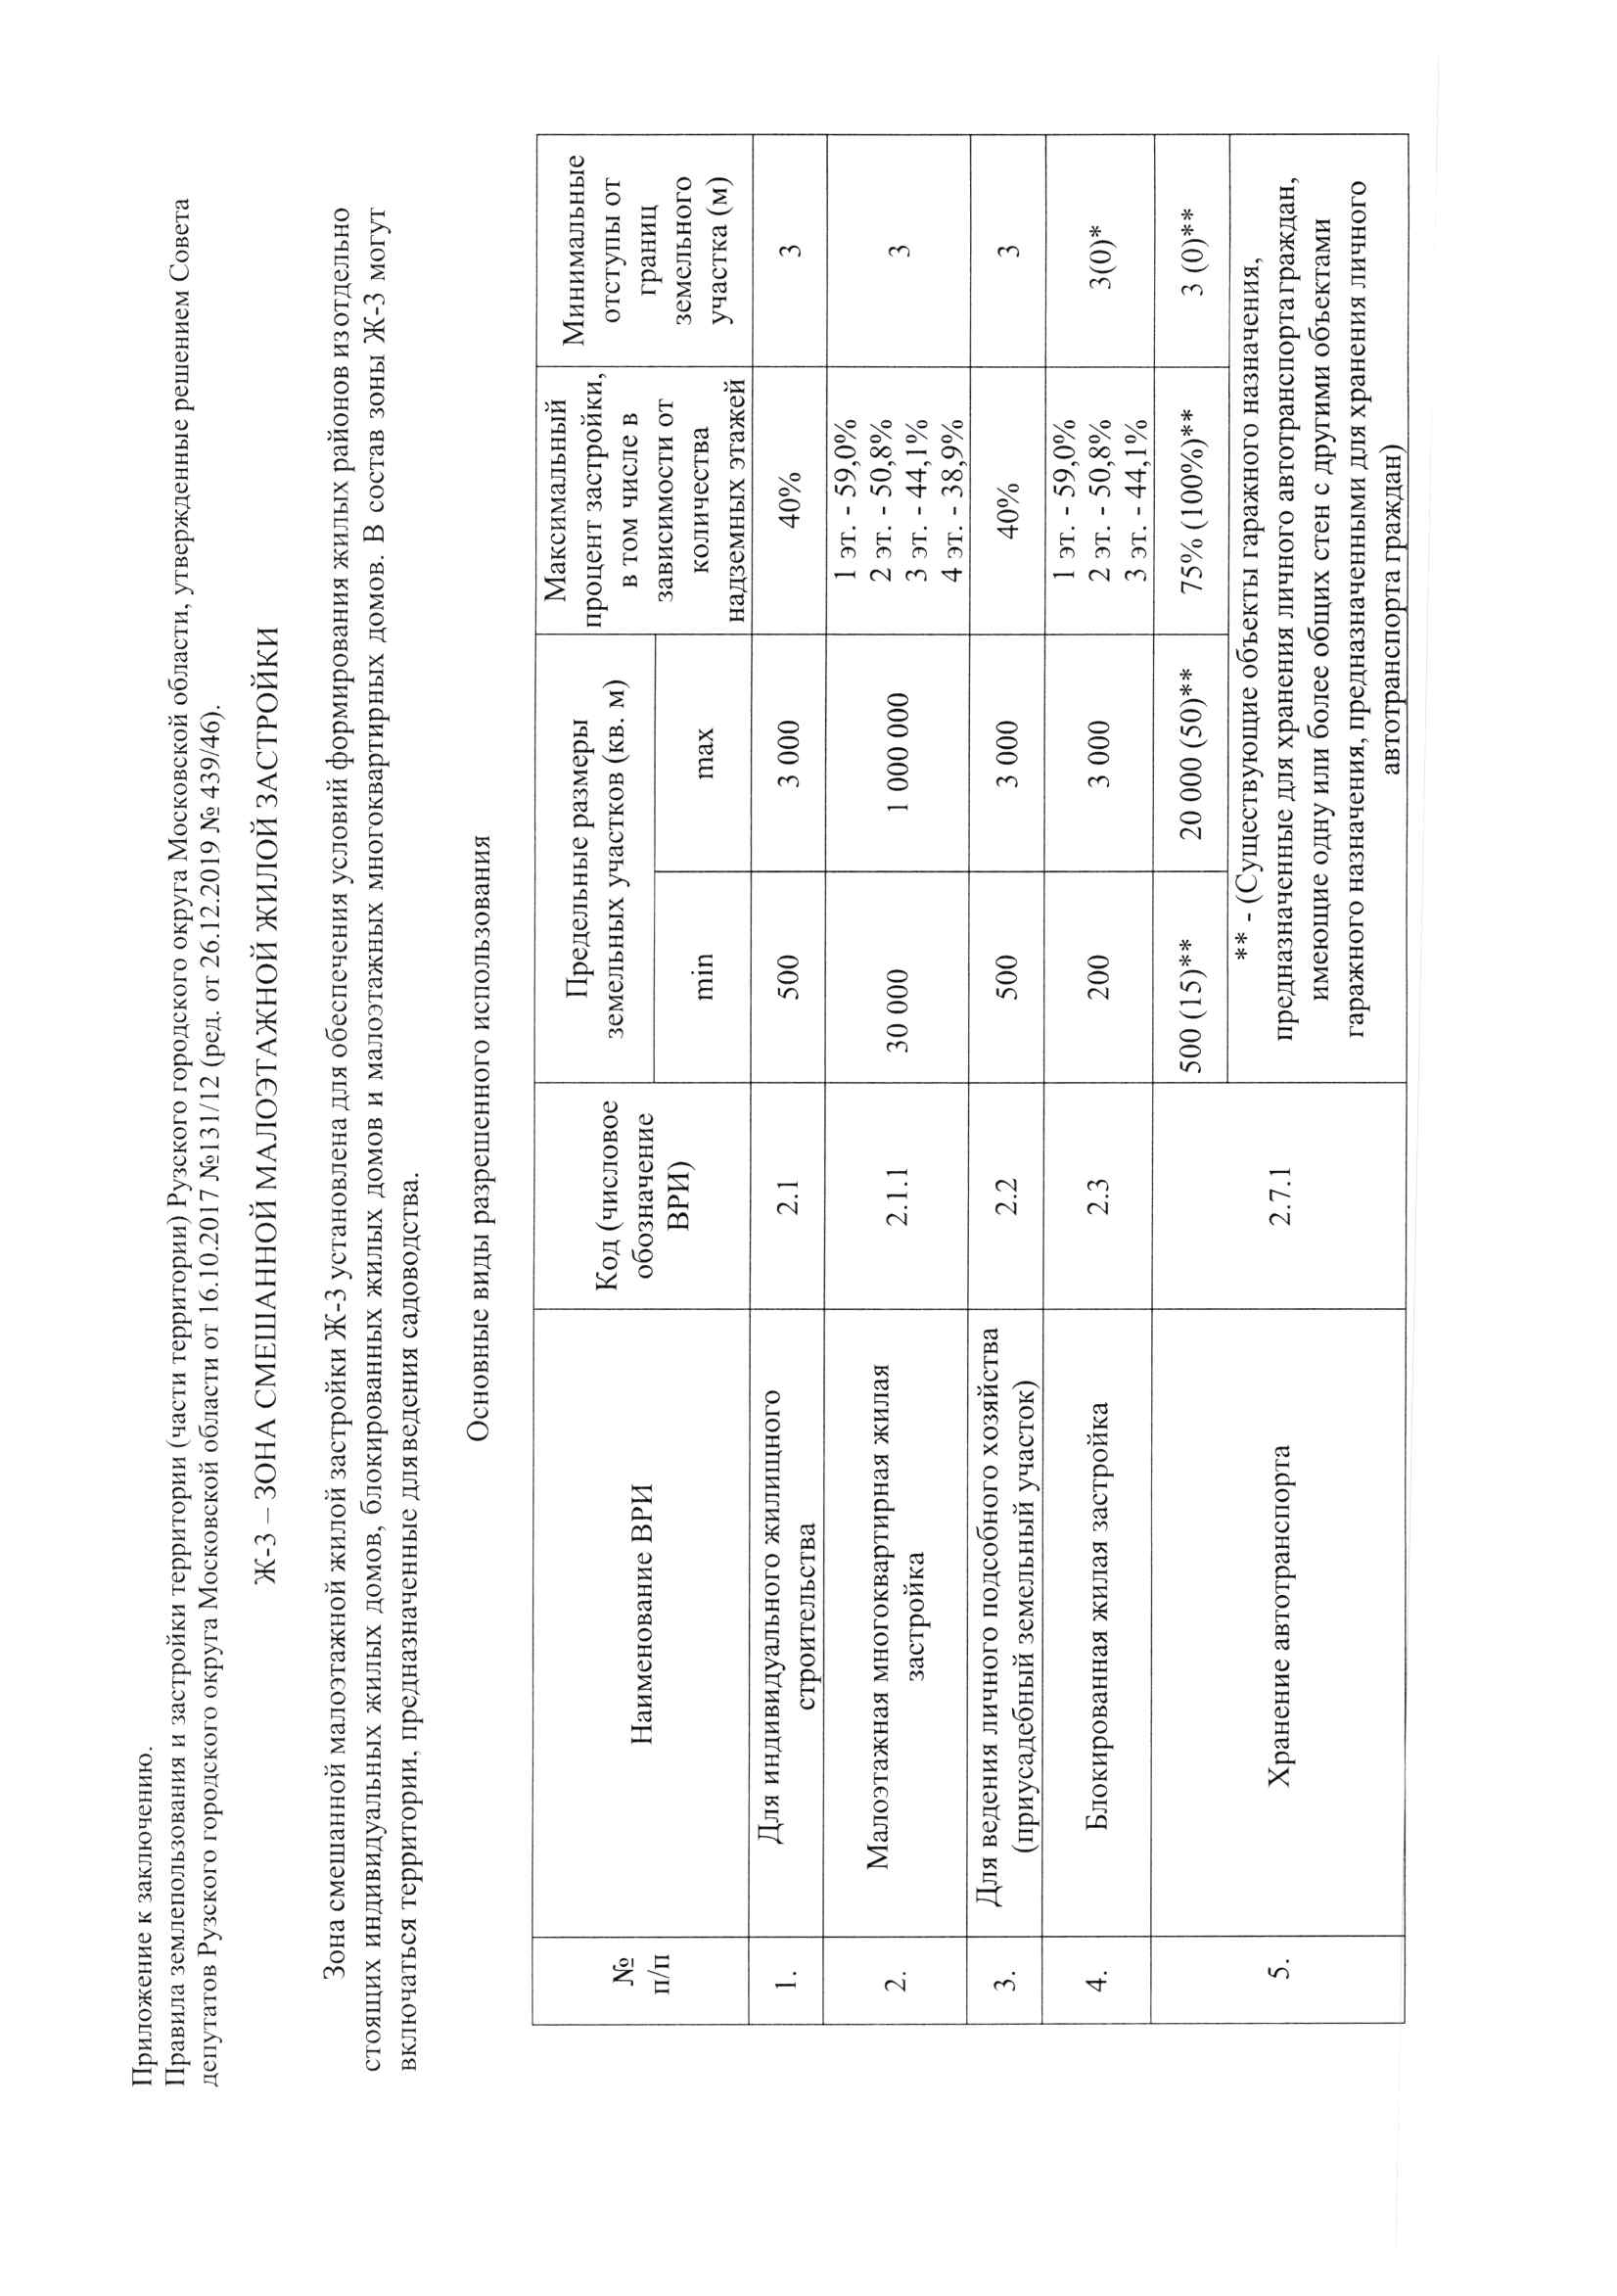 Приложение к заключению.
Правила землепользования и застройки территории (части территории) Рузского городского округа Московской области, утвержденные решением Совета
депутатов Рузского городского округа Московской области от 16.10.2017 №131/12 (ред. от 26.12.2019 № 439/46).
Ж-3 – ЗОНА СМЕШАННОЙ МАЛОЭТАЖНОЙ ЖИЛОЙ ЗАСТРОЙКИ
Зона смешанной малоэтажной жилой застройки Ж-3 установлена для обеспечения условий формирования жилых районов из отдельно
стоящих индивидуальных жилых домов, блокированных жилых домов и малоэтажных многоквартирных домов. В состав зоны Ж-3 могут
включаться территории, предназначенные для ведения садоводства.
Основные виды разрешенного использования
№
п/п
Наименование ВРИ
Код (числовое
обозначение
ВРИ)
Предельные размеры
земельных участков (кв. м)
min
max
Максимальный
процент застройки,
в том числе в
зависимости от
количества
надземных этажей
Минимальные
отступы от
границ
земельного
участка (м)
1.
Для индивидуального жилищного
строительства
2.1
500
3 000
40%
3
2.
Малоэтажная многоквартирная жилая
застройка
2.1.1
30 000
1 000 000
1 эт. - 59,0%
2 эт. - 50,8%
3 эт. - 44,1%
4 эт. - 38,9%
3
3.
Для ведения личного подсобного хозяйства
(приусадебный земельный участок)
2.2
500
3 000
40%
3
4.
Блокированная жилая застройка
2.3
200
3 000
1 эт. - 59,0%
2 эт. - 50,8%
3 эт. - 44,1%
3(0)*
5.
Хранение автотранспорта
2.7.1
500 (15)**
20 000 (50)**
75% (100%)**
3 (0)**
** - (Существующие объекты гаражного назначения,
предназначенные для хранения личного автотранспорта граждан,
имеющие одну или более общих стен с другими объектами
гаражного назначения, предназначенными для хранения личного
автотранспорта граждан)